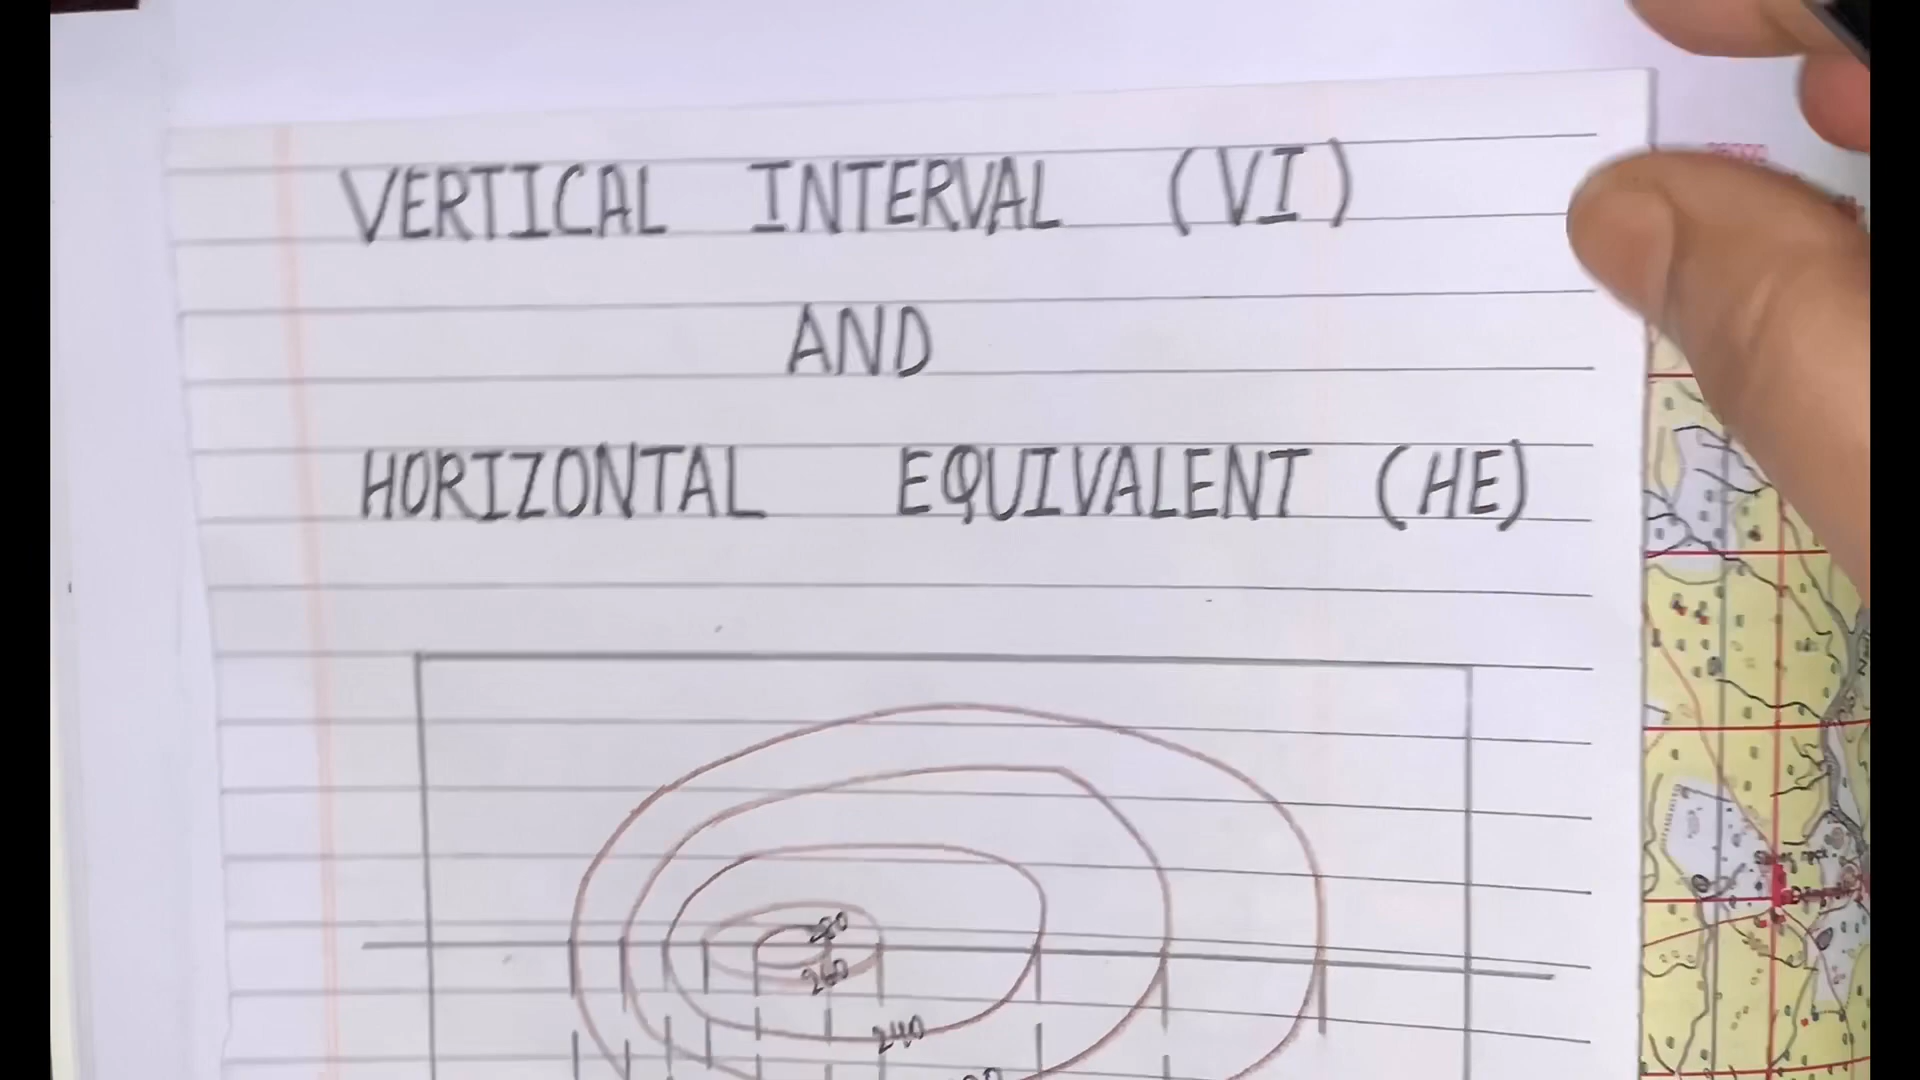 VERTICAL INTERVAL (VI)
AND
HORIZONTAL EQUIVALENT (HE)
280
260
240